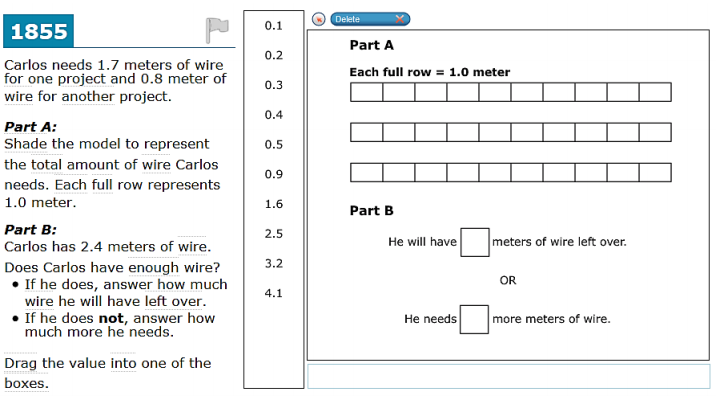 1855
Carlos needs 1.7 meters of wire
for one project and 0.8 meter of
wire for another project.
Part A:
Shade the model to represent
the total amount of wire Carlos
needs. Each full row represents
1.0 meter.
Part B:
Carlos has 2.4 meters of wire.
Does Carlos have enough wire?
• If he does, answer how much
wire he will have left over.
• If he does not, answer how
much more he needs.
Drag the value into one of the
boxes.
0.1
0.2
0.3
0.4
0.5
0.9
1.6
2.5
3.2
4.1
Delete
Part A
Each full row = 1.0 meter
Part B
He will have meters of wire left over.
OR
He needs more meters of wire.